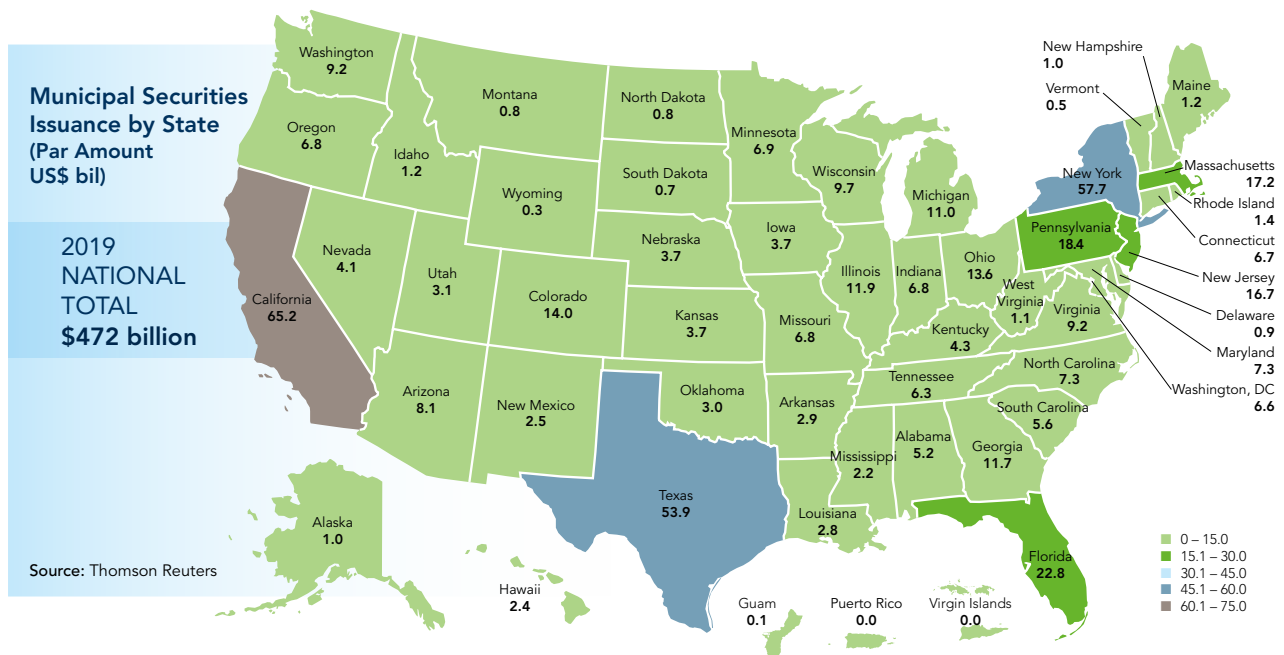 Municipal Securities
Issuance by State
(Par Amount
US$ bil)
2019
NATIONAL
TOTAL
$472 billion
Source: Thomson Reuters
Washington
9.2
Oregon
6.8
California
65.2
Idaho
1.2
Nevada
4.1
Montana
0.8
Wyoming
0.3
Utah
3.1
Colorado
14.0
Arizona
8.1
New Mexico
2.5
North Dakota
0.8
South Dakota
0.7
Nebraska
3.7
Kansas
3.7
Oklahoma
3.0
Texas
53.9
Minnesota
6.9
Iowa
3.7
Missouri
6.8
Arkansas
2.9
Louisiana
2.8
Wisconsin
9.7
Illinois
11.9
Michigan
11.0
Indiana
6.8
Ohio
13.6
Kentucky
4.3
Tennessee
6.3
Mississippi
2.2
Alabama
5.2
Georgia
11.7
Florida
22.8
South Carolina
5.6
North Carolina
7.3
Virginia
9.2
West
Virginia
1.1
Pennsylvania
18.4
New York
57.7
Vermont
0.5
New Hampshire
1.0
Maine
1.2
Massachusetts
17.2
Rhode Island
1.4
Connecticut
6.7
New Jersey
16.7
Delaware
0.9
Maryland
7.3
Washington, DC
6.6
Alaska
1.0
Hawaii
2.4
Guam
0.1
Puerto Rico
0.0
Virgin Islands
0.0
0 – 15.0
15.1 – 30.0
30.1 – 45.0
45.1 – 60.0
60.1 – 75.0